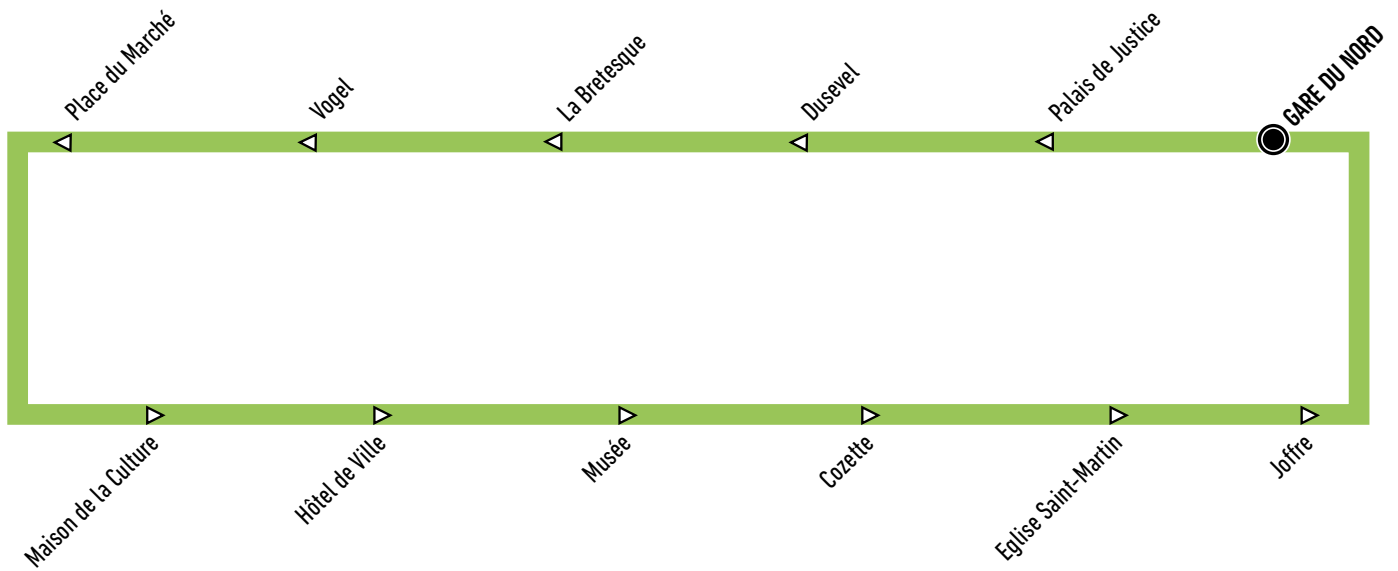 Place du Marché
Vogel
La Bretesque
Dusevel
Palais de Justice
GARE DU NORD
Maison de la Culture
Hôtel de Ville
Musée
Cozette
Eglise Saint-Martin
Joffre